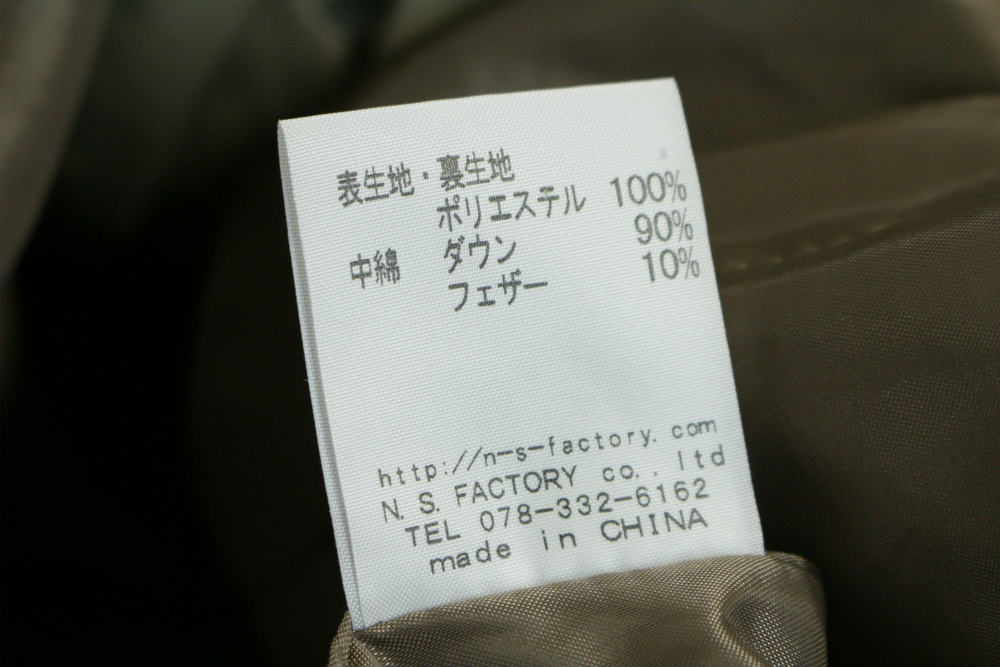 表生地・裏生地
ポリエステル 100%
中綿 ダウン 90%
フェザー 10%
http://n-s-factory.com
N.S.FACTORY co.,ltd
TEL 078-332-6162
made in CHINA